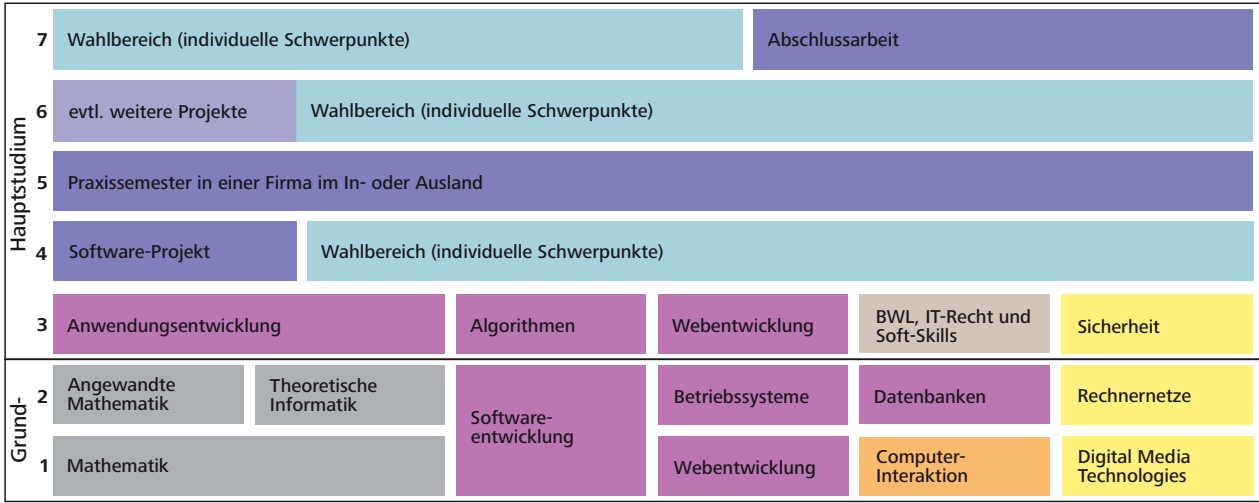 Hauptstudium
7
Wahlbereich (individuelle Schwerpunkte)
Abschlussarbeit
6
evtl. weitere Projekte
Wahlbereich (individuelle Schwerpunkte)
5
Praxissemester in einer Firma im In- oder Ausland
4
Software-Projekt
Wahlbereich (individuelle Schwerpunkte)
3
Anwendungsentwicklung
Algorithmen
Webentwicklung
BWL, IT-Recht und
Soft-Skills
Sicherheit
Grund-
2
Angewandte
Mathematik
Theoretische
Informatik
Software-
entwicklung
Betriebssysteme
Datenbanken
Rechnernetze
1
Mathematik
Webentwicklung
Computer-
Interaktion
Digital Media
Technologies